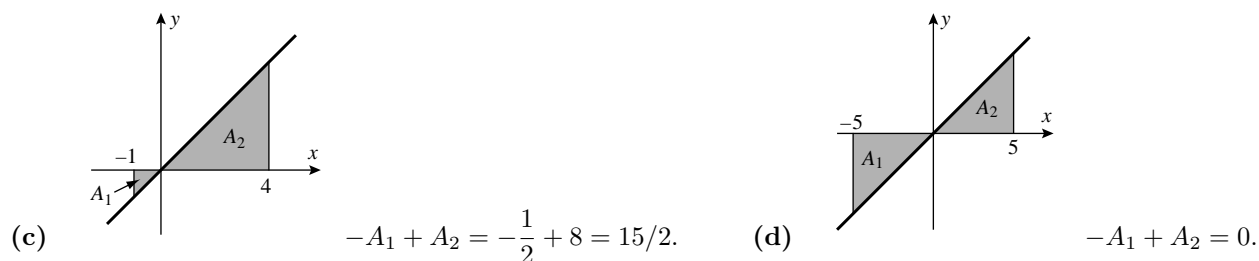 y
A₂
x
−1
A₁
4
(c) −A₁ + A₂ = −1/2 + 8 = 15/2.
y
A₂
x
−5
A₁
5
(d) −A₁ + A₂ = 0.